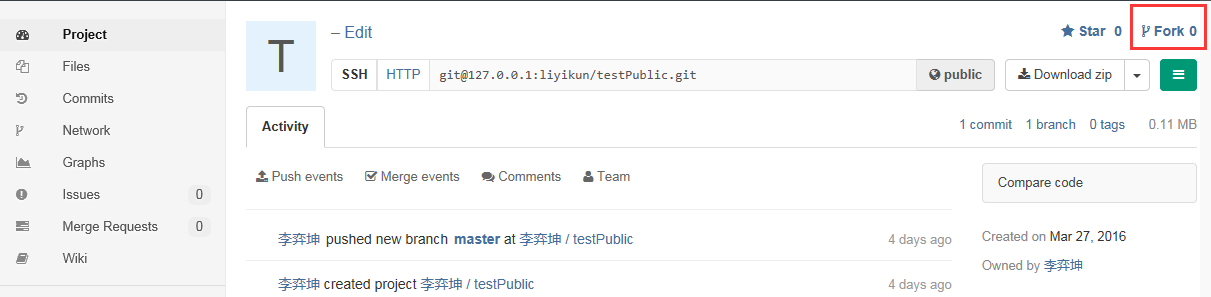 Project
Files
Commits
Network
Graphs
Issues 0
Merge Requests 0
Wiki
T
– Edit
Star 0
Fork 0
SSH HTTP git@127.0.0.1:liyikun/testPublic.git public
Download zip
Activity
1 commit 1 branch 0 tags 0.11 MB
Push events Merge events Comments Team
Compare code
李弈坤 pushed new branch master at 李弈坤 / testPublic 4 days ago
李弈坤 created project 李弈坤 / testPublic 4 days ago
Created on Mar 27, 2016
Owned by 李弈坤